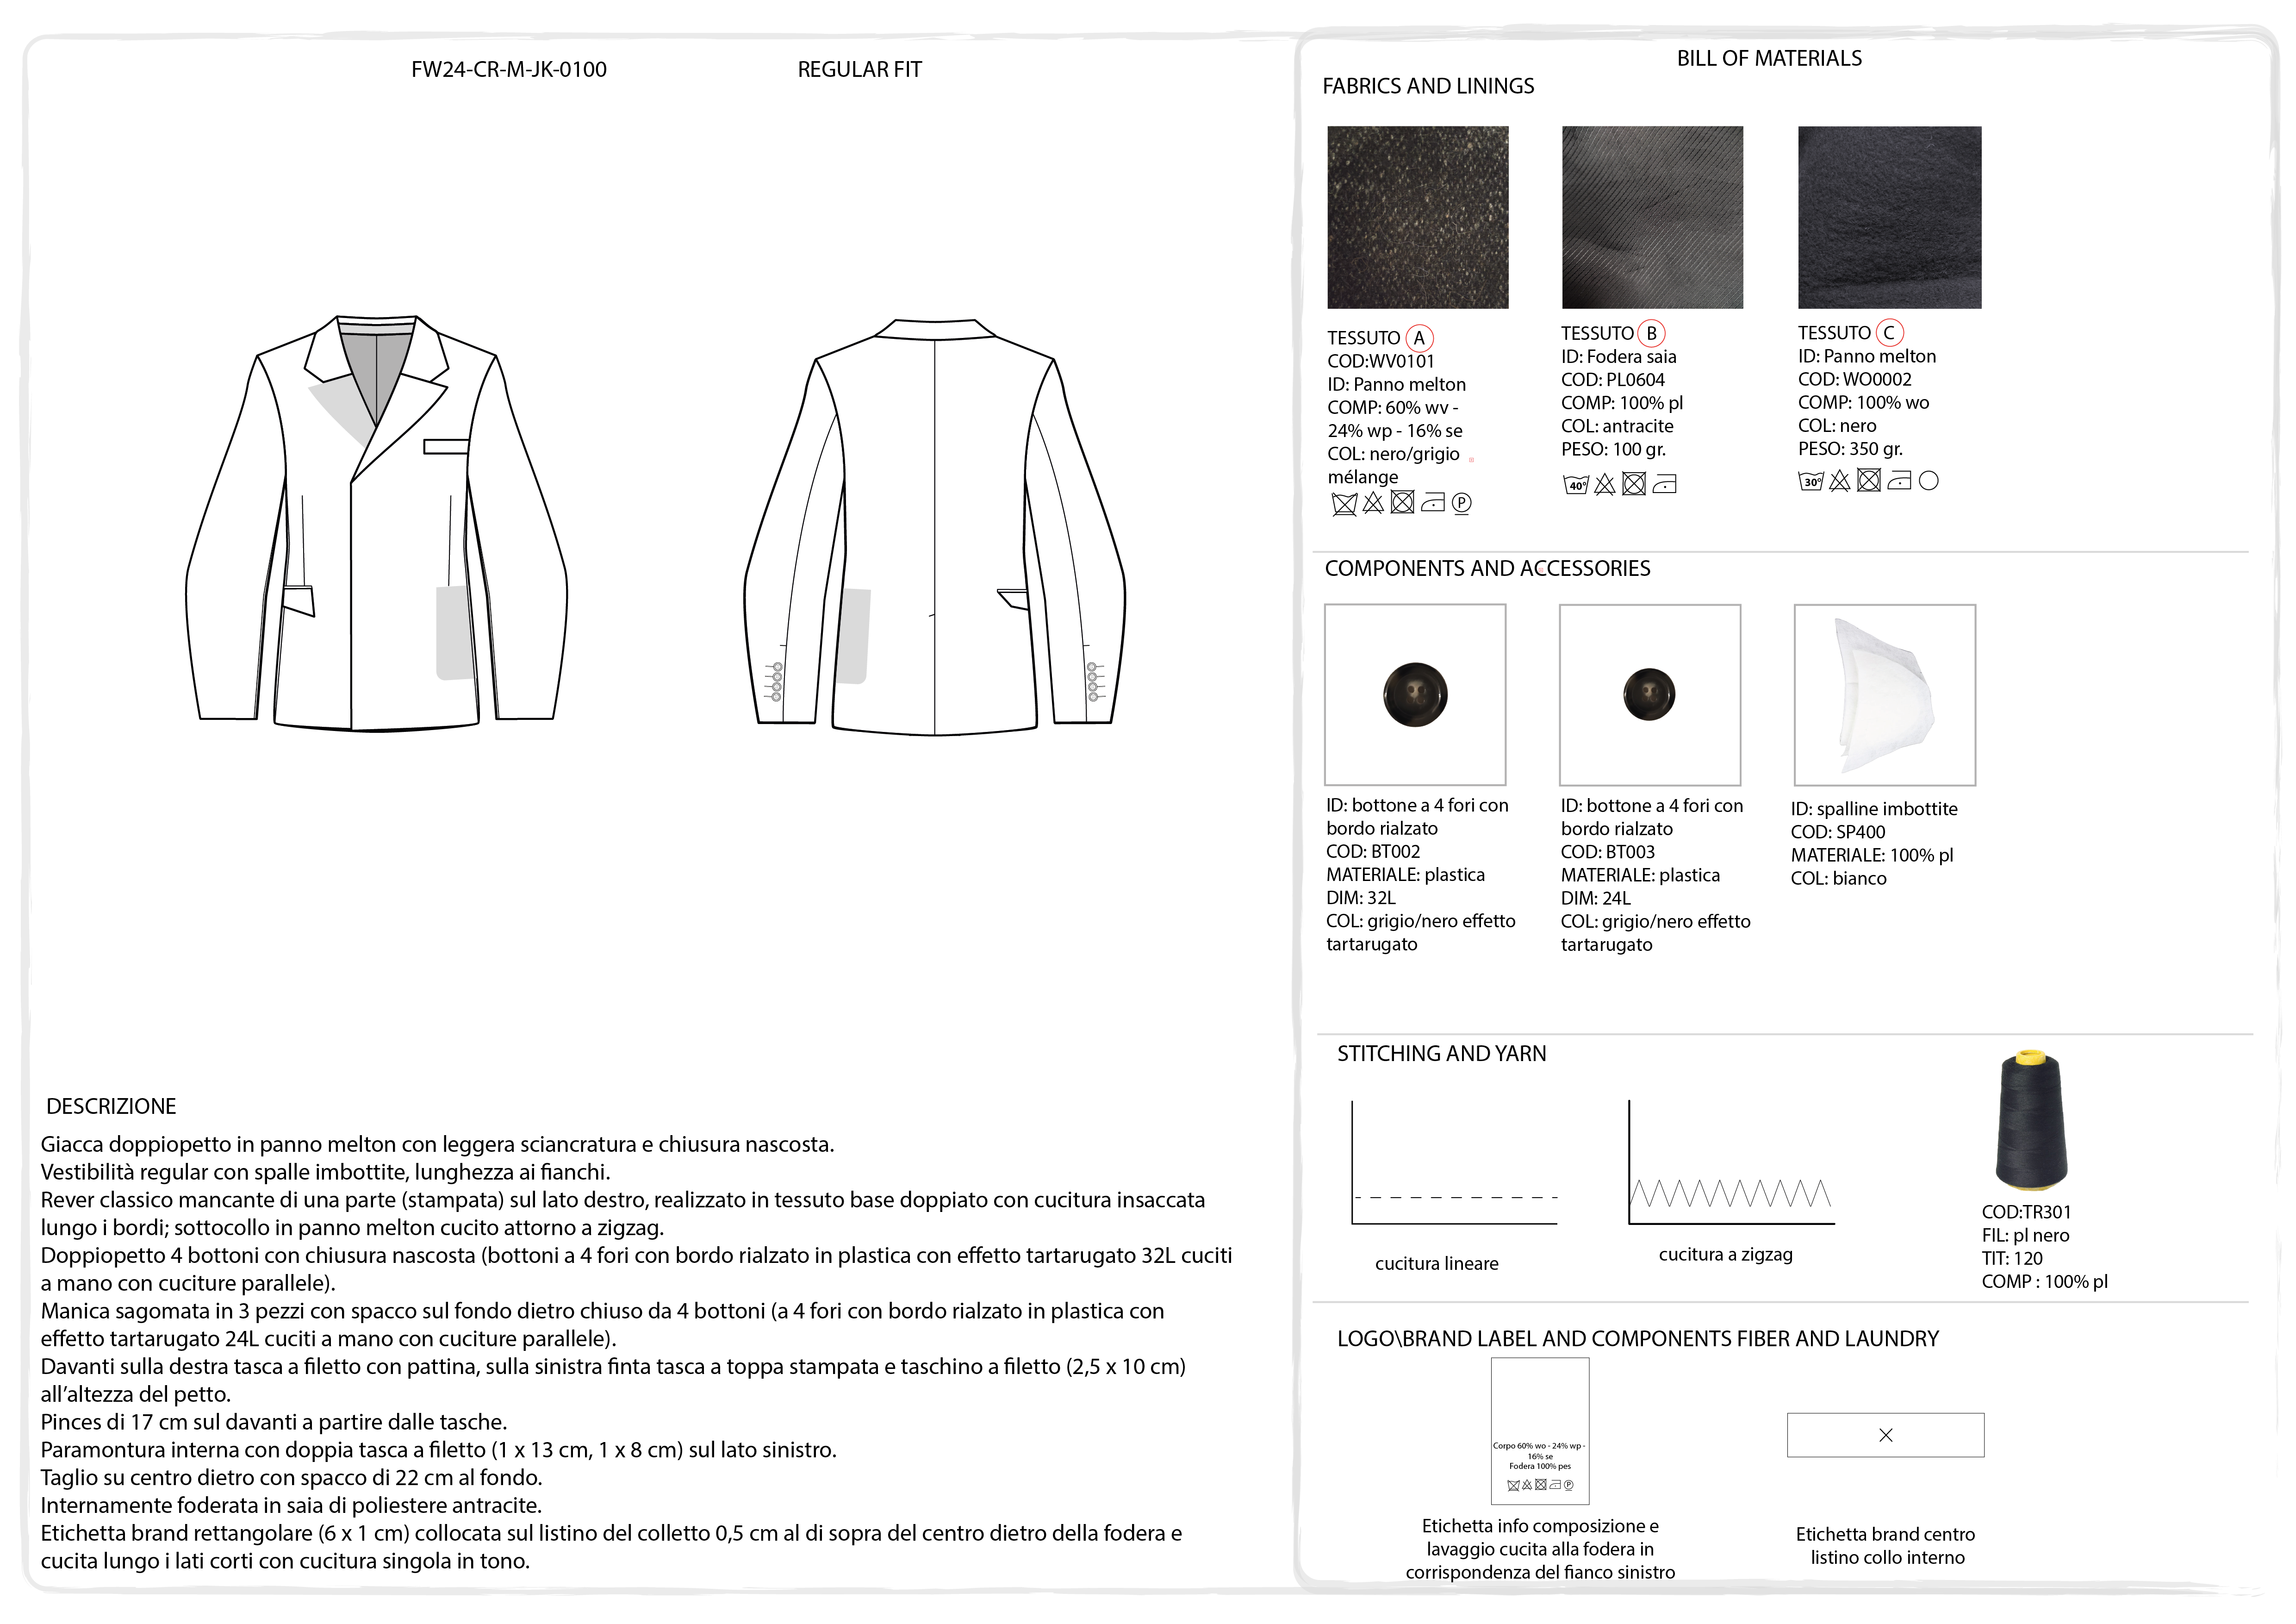 FW24-CR-M-JK-0100
REGULAR FIT
DESCRIZIONE
Giacca doppiopetto in panno melton con leggera sciancratura e chiusura nascosta.
Vestibilità regular con spalle imbottite, lunghezza ai fianchi.
Rever classico mancante di una parte (stampata) sul lato destro, realizzato in tessuto base doppiato con cucitura insaccata
lungo i bordi; sottocollo in panno melton cucito attorno a zigzag.
Doppiopetto 4 bottoni con chiusura nascosta (bottoni a 4 fori con bordo rialzato in plastica con effetto tartarugato 32L cuciti
a mano con cuciture parallele).
Manica sagomata in 3 pezzi con spacco sul fondo dietro chiuso da 4 bottoni (a 4 fori con bordo rialzato in plastica con
effetto tartarugato 24L cuciti a mano con cuciture parallele).
Davanti sulla destra tasca a filetto con pattina, sulla sinistra finta tasca a toppa stampata e taschino a filetto (2,5 x 10 cm)
all'altezza del petto.
Pinces di 17 cm sul davanti a partire dalle tasche.
Paramontura interna con doppia tasca a filetto (1 x 13 cm, 1 x 8 cm) sul lato sinistro.
Taglio su centro dietro con spacco di 22 cm al fondo.
Internamente foderata in saia di poliestere antracite.
Etichetta brand rettangolare (6 x 1 cm) collocata sul listino del colletto 0,5 cm al di sopra del centro dietro della fodera e
cucita lungo i lati corti con cucitura singola in tono.
BILL OF MATERIALS
FABRICS AND LININGS
TESSUTO A
COD:WV0101
ID: Panno melton
COMP: 60% wv -
24% wp - 16% se
COL: nero/grigio
mélange
P
TESSUTO B
ID: Fodera saia
COD: PL0604
COMP: 100% pl
COL: antracite
PESO: 100 gr.
40°
TESSUTO C
ID: Panno melton
COD: WO0002
COMP: 100% wo
COL: nero
PESO: 350 gr.
30°
COMPONENTS AND ACCESSORIES
ID: bottone a 4 fori con
bordo rialzato
COD: BT002
MATERIALE: plastica
DIM: 32L
COL: grigio/nero effetto
tartarugato
ID: bottone a 4 fori con
bordo rialzato
COD: BT003
MATERIALE: plastica
DIM: 24L
COL: grigio/nero effetto
tartarugato
ID: spalline imbottite
COD: SP400
MATERIALE: 100% pl
COL: bianco
STITCHING AND YARN
cucitura lineare
cucitura a zigzag
COD:TR301
FIL: pl nero
TIT: 120
COMP : 100% pl
LOGO\BRAND LABEL AND COMPONENTS FIBER AND LAUNDRY
Corpo 60% wo - 24% wp -
16% se
Fodera 100% pes
P
Etichetta info composizione e
lavaggio cucita alla fodera in
corrispondenza del fianco sinistro
Etichetta brand centro
listino collo interno